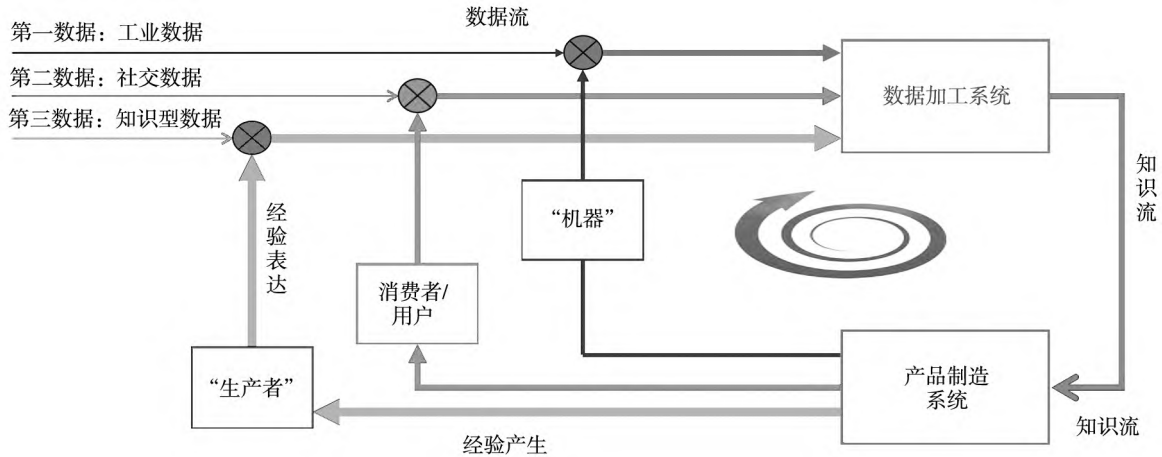 数据流
第一数据：工业数据
第二数据：社交数据
第三数据：知识型数据
数据加工系统
知识流
“机器”
经验表达
消费者/
用户
“生产者”
产品制造
系统
知识流
经验产生